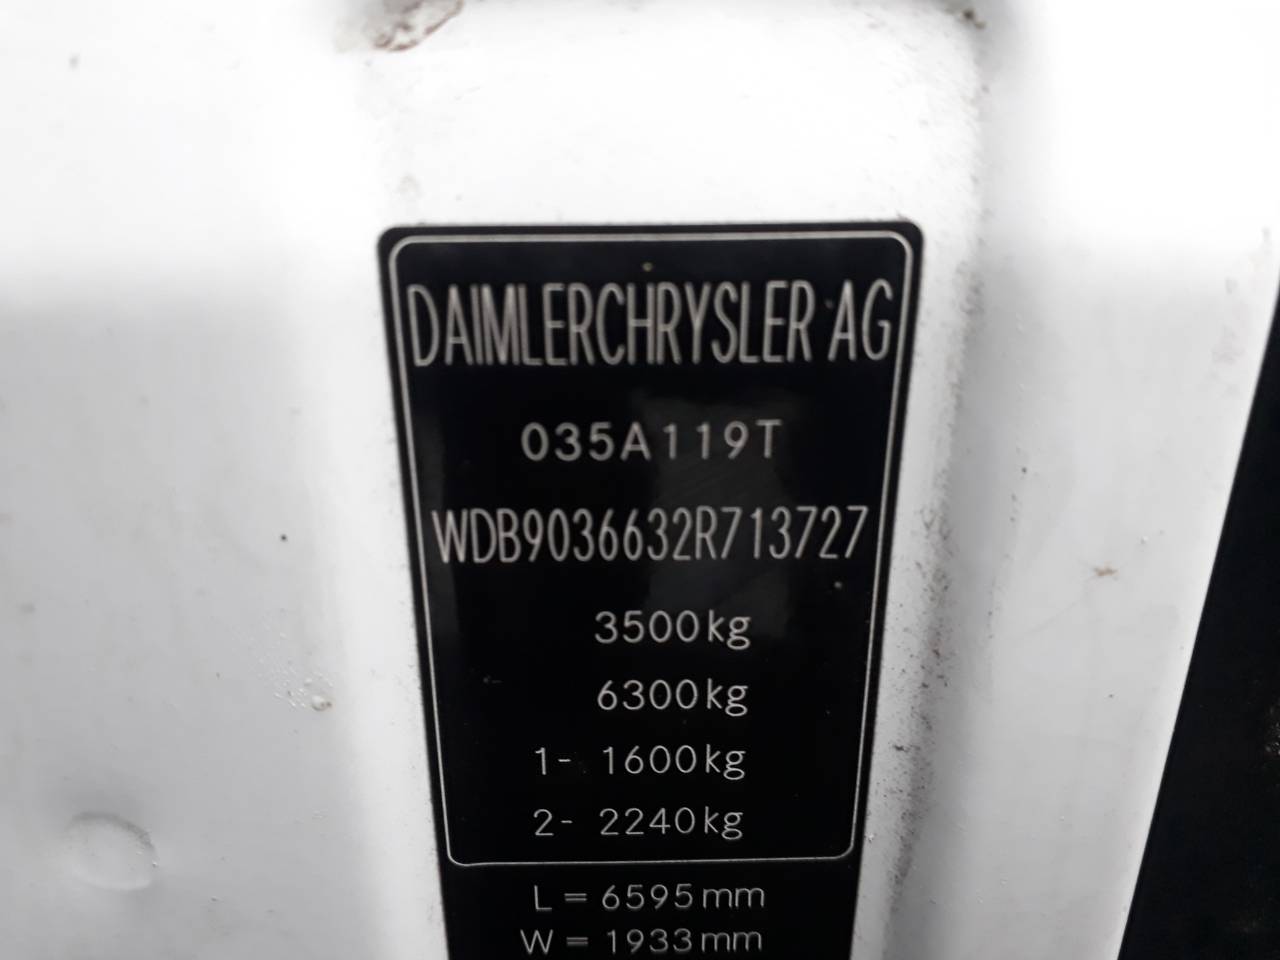 DAIMLERCHRYSLER AG
035A119T
WDB9036632R713727
3500kg
6300kg
1- 1600kg
2- 2240kg
L = 6595mm
W = 1933mm